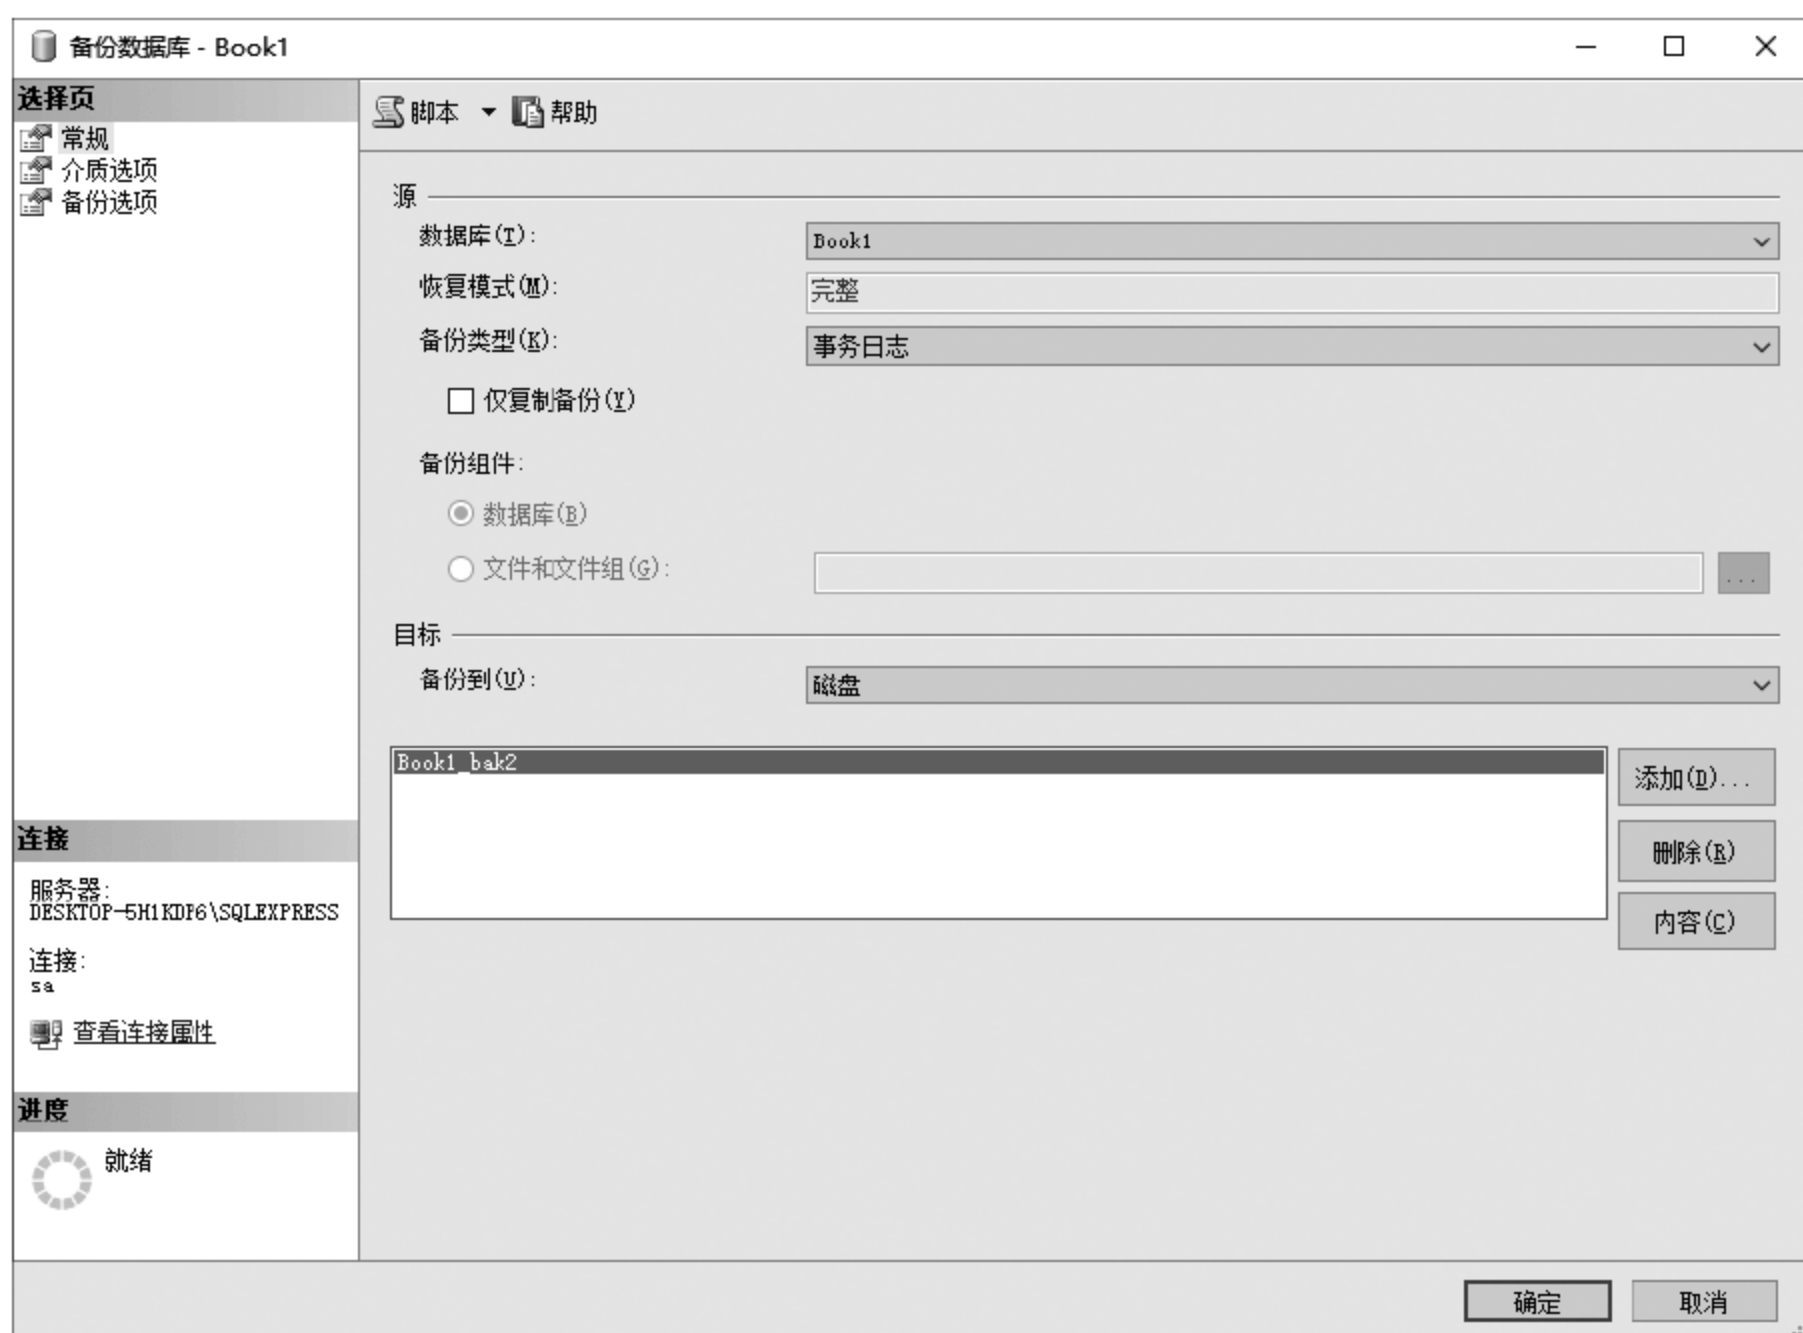 备份数据库 - Book1
选择页
常规
介质选项
备份选项
脚本 帮助
源
数据库(T): Book1
恢复模式(M): 完整
备份类型(K): 事务日志
仅复制备份(Y)
备份组件:
数据库(B)
文件和文件组(G): ...
目标
备份到(U): 磁盘
Book1_bak2
添加(D)...
删除(R)
内容(C)
连接
服务器:
DESKTOP-5H1KDP6\SQLEXPRESS
连接:
sa
查看连接属性
进度
就绪
确定 取消